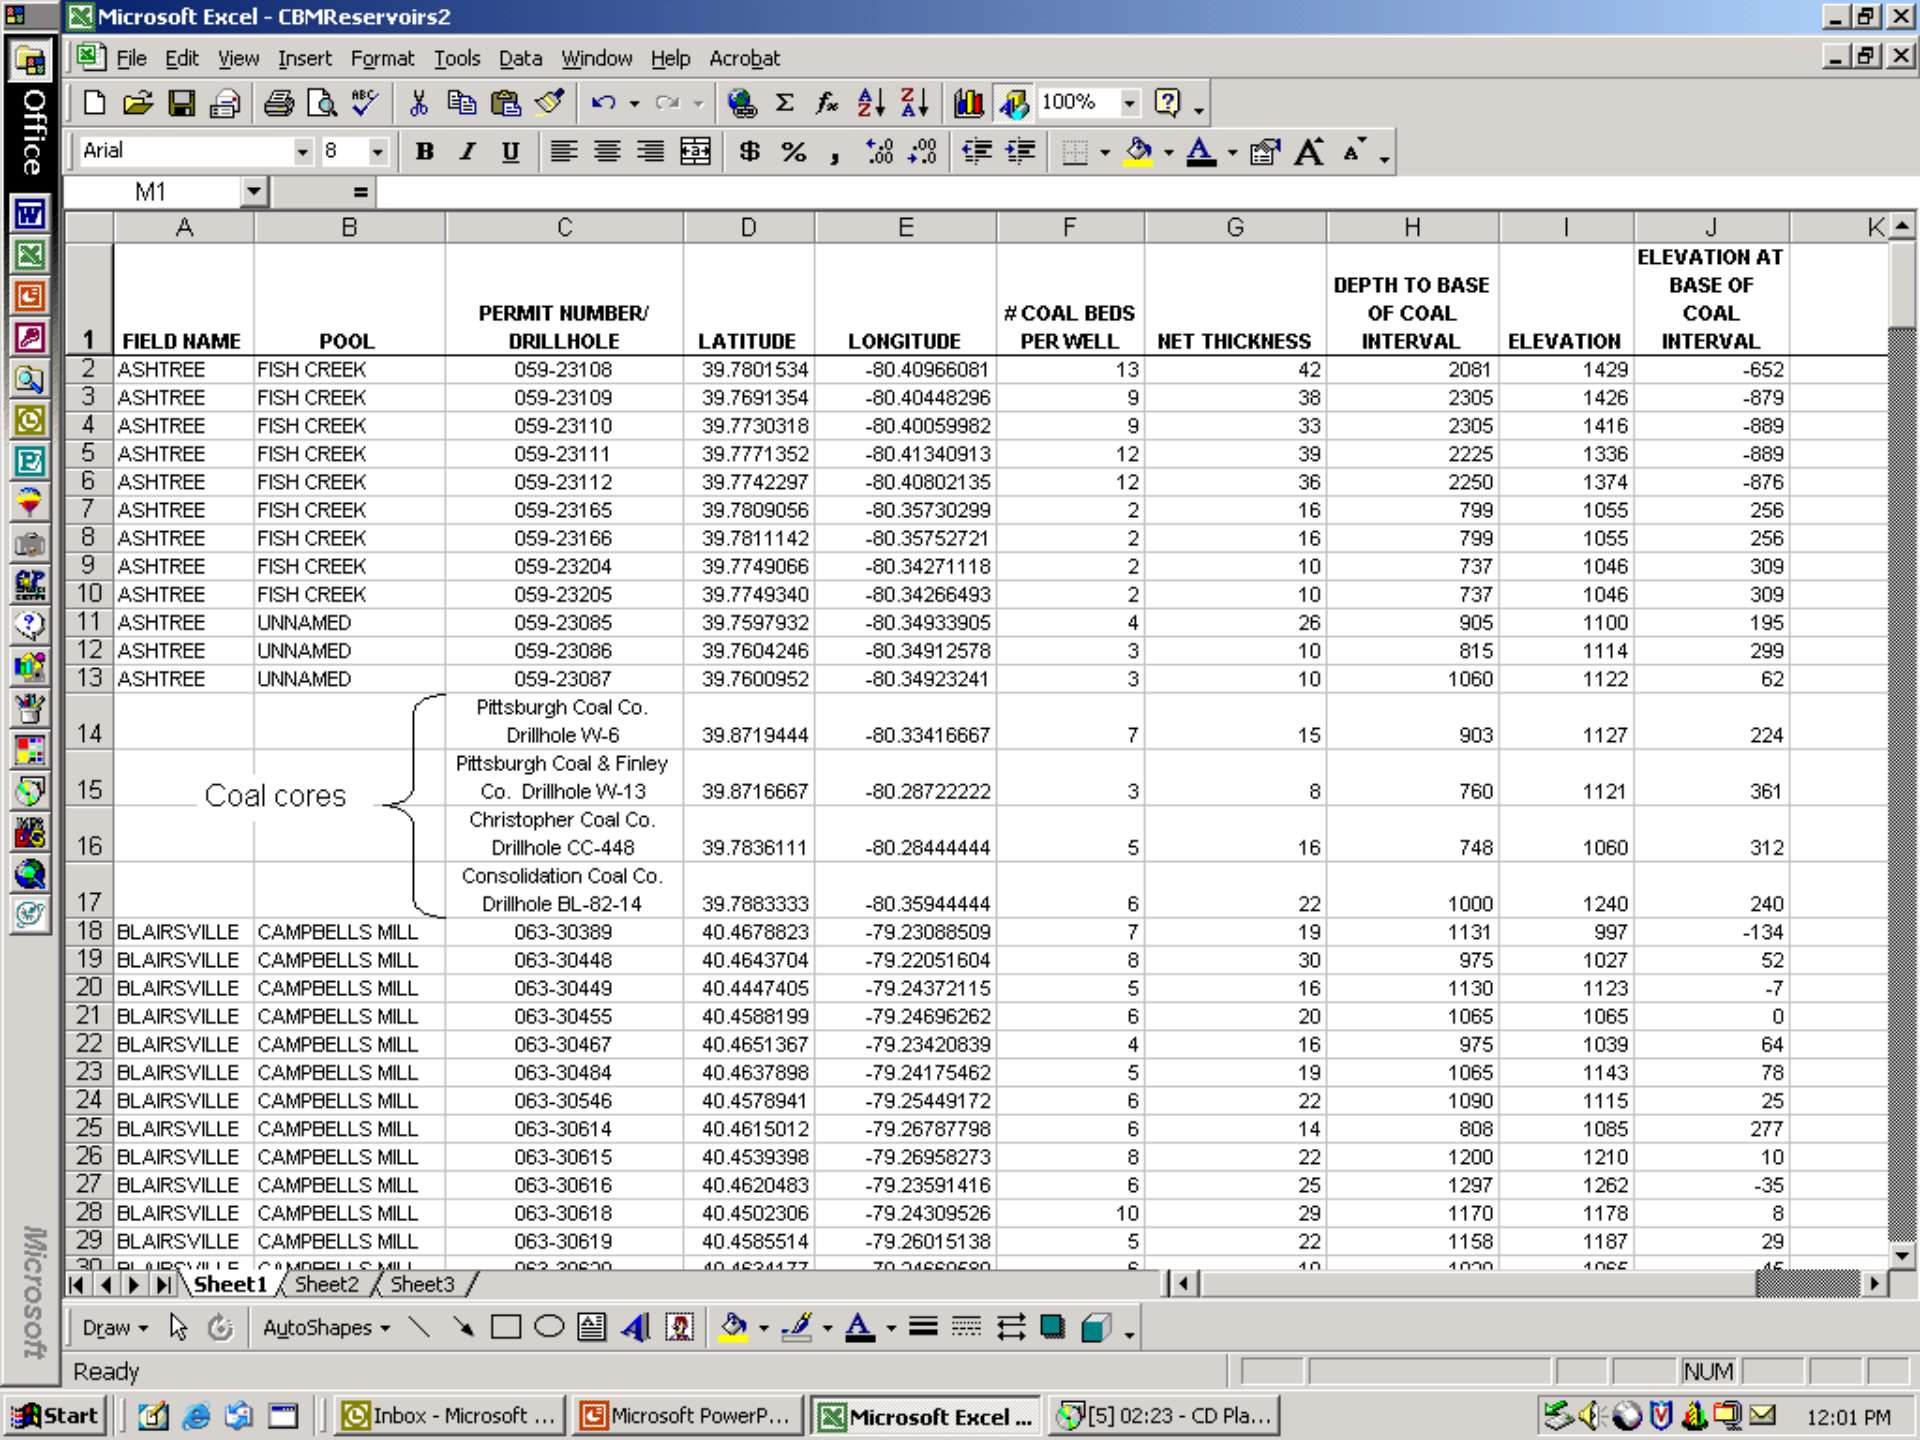 Microsoft Excel - CBMReservoirs2
File Edit View Insert Format Tools Data Window Help Acrobat
100%
Arial 8 B I U $ % ,
M1 =
Office
Microsoft
A B C D E F G H I J K
1 FIELD NAME POOL PERMIT NUMBER/ DRILLHOLE LATITUDE LONGITUDE # COAL BEDS PER WELL NET THICKNESS DEPTH TO BASE OF COAL INTERVAL ELEVATION ELEVATION AT BASE OF COAL INTERVAL
2 ASHTREE FISH CREEK 059-23108 39.7801534 -80.40966081 13 42 2081 1429 -652
3 ASHTREE FISH CREEK 059-23109 39.7691354 -80.40448296 9 38 2305 1426 -879
4 ASHTREE FISH CREEK 059-23110 39.7730318 -80.40059982 9 33 2305 1416 -889
5 ASHTREE FISH CREEK 059-23111 39.7771352 -80.41340913 12 39 2225 1336 -889
6 ASHTREE FISH CREEK 059-23112 39.7742297 -80.40802135 12 36 2250 1374 -876
7 ASHTREE FISH CREEK 059-23165 39.7809056 -80.35730299 2 16 799 1055 256
8 ASHTREE FISH CREEK 059-23166 39.7811142 -80.35752721 2 16 799 1055 256
9 ASHTREE FISH CREEK 059-23204 39.7749066 -80.34271118 2 10 737 1046 309
10 ASHTREE FISH CREEK 059-23205 39.7749340 -80.34266493 2 10 737 1046 309
11 ASHTREE UNNAMED 059-23085 39.7597932 -80.34933905 4 26 905 1100 195
12 ASHTREE UNNAMED 059-23086 39.7604246 -80.34912578 3 10 815 1114 299
13 ASHTREE UNNAMED 059-23087 39.7600952 -80.34923241 3 10 1060 1122 62
Pittsburgh Coal Co.
14 Drillhole W-6 39.8719444 -80.33416667 7 15 903 1127 224
Pittsburgh Coal & Finley
15 Coal cores Co. Drillhole W-13 39.8716667 -80.28722222 3 8 760 1121 361
Christopher Coal Co.
16 Drillhole CC-448 39.7836111 -80.28444444 5 16 748 1060 312
Consolidation Coal Co.
17 Drillhole BL-82-14 39.7883333 -80.35944444 6 22 1000 1240 240
18 BLAIRSVILLE CAMPBELLS MILL 063-30389 40.4678823 -79.23088509 7 19 1131 997 -134
19 BLAIRSVILLE CAMPBELLS MILL 063-30448 40.4643704 -79.22051604 8 30 975 1027 52
20 BLAIRSVILLE CAMPBELLS MILL 063-30449 40.4447405 -79.24372115 5 16 1130 1123 -7
21 BLAIRSVILLE CAMPBELLS MILL 063-30455 40.4588199 -79.24696262 6 20 1065 1065 0
22 BLAIRSVILLE CAMPBELLS MILL 063-30467 40.4651367 -79.23420839 4 16 975 1039 64
23 BLAIRSVILLE CAMPBELLS MILL 063-30484 40.4637898 -79.24175462 5 19 1065 1143 78
24 BLAIRSVILLE CAMPBELLS MILL 063-30546 40.4578941 -79.25449172 6 22 1090 1115 25
25 BLAIRSVILLE CAMPBELLS MILL 063-30614 40.4615012 -79.26787798 6 14 808 1085 277
26 BLAIRSVILLE CAMPBELLS MILL 063-30615 40.4539398 -79.26958273 8 22 1200 1210 10
27 BLAIRSVILLE CAMPBELLS MILL 063-30616 40.4620483 -79.23591416 6 25 1297 1262 -35
28 BLAIRSVILLE CAMPBELLS MILL 063-30618 40.4502306 -79.24309526 10 29 1170 1178 8
29 BLAIRSVILLE CAMPBELLS MILL 063-30619 40.4585514 -79.26015138 5 22 1158 1187 29
Sheet1 Sheet2 Sheet3
Draw AutoShapes
Ready NUM
Start Inbox - Microsoft ... Microsoft PowerP... Microsoft Excel ... [5] 02:23 - CD Pla... 12:01 PM